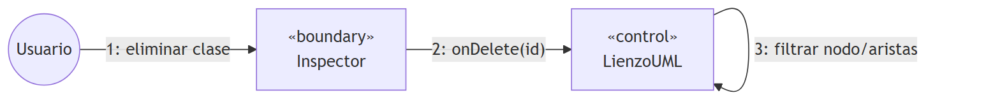 Usuario
1: eliminar clase
«boundary»
Inspector
2: onDelete(id)
«control»
LienzoUML
3: filtrar nodo/aristas